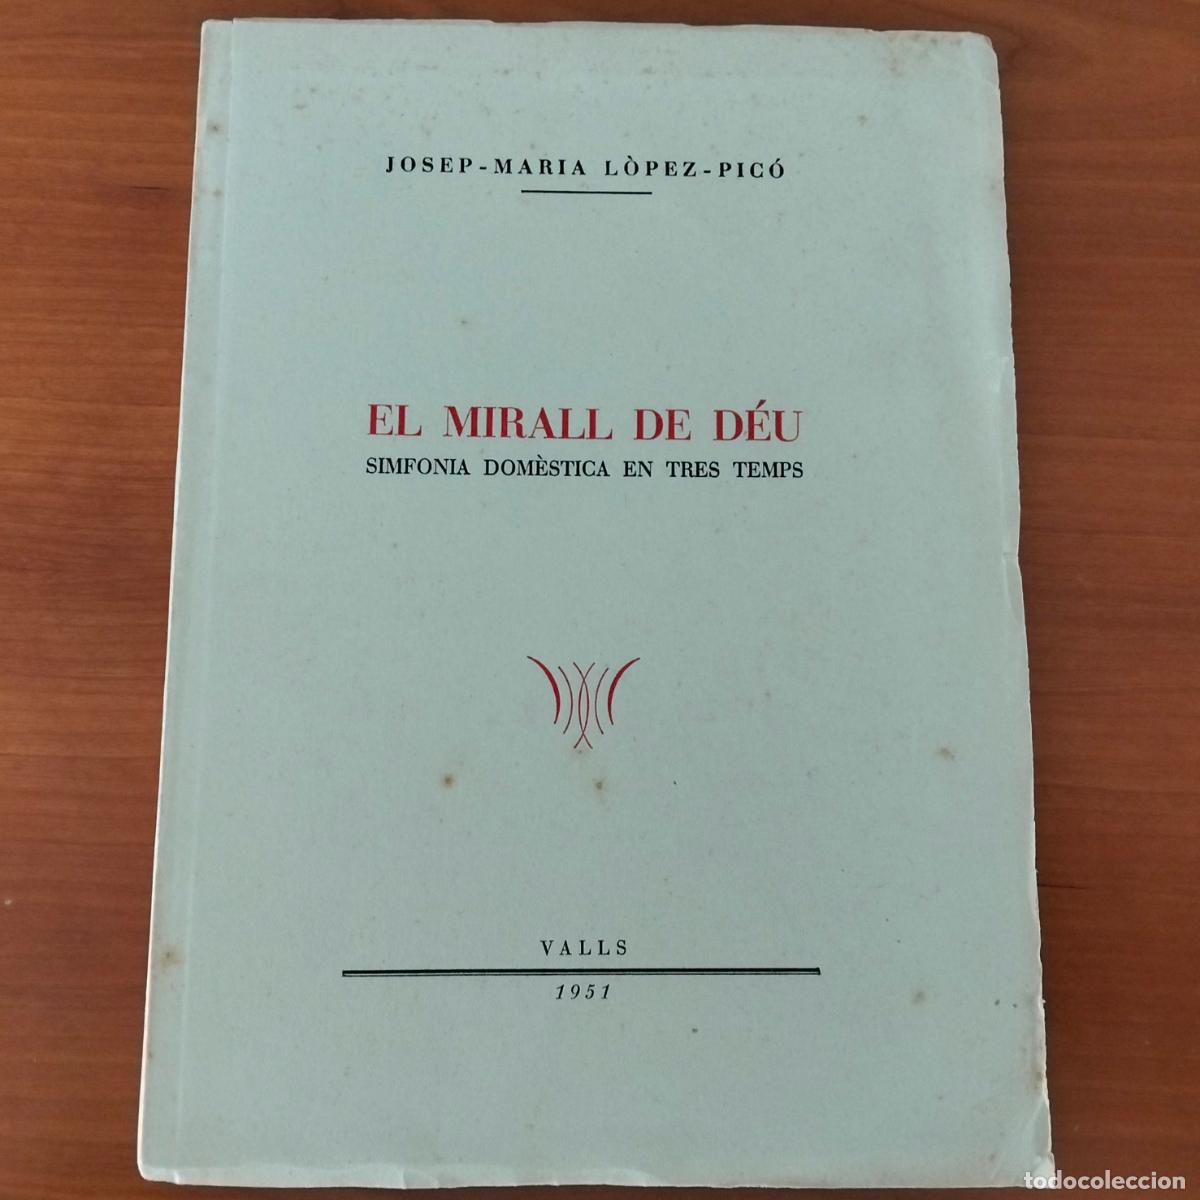 JOSEP-MARIA LÒPEZ-PICÓ
EL MIRALL DE DÉU
SIMFONIA DOMÈSTICA EN TRES TEMPS
VALLS
1951
todocoleccion